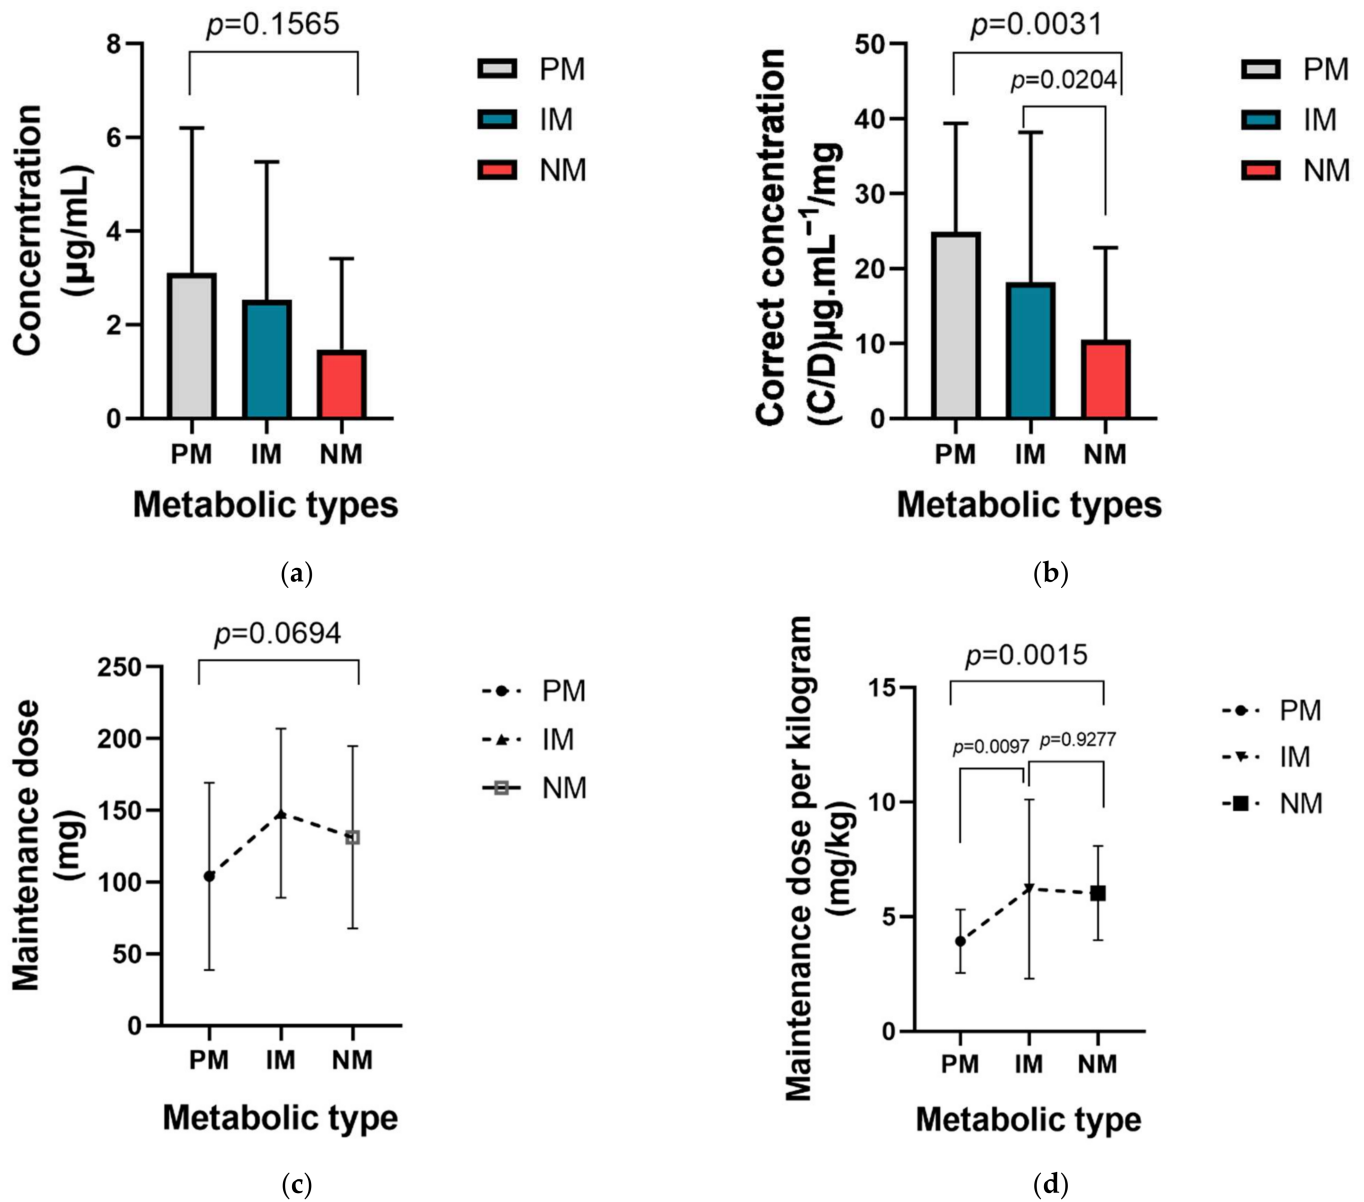 p=0.1565
8
6
4
2
0
Concerntration
(µg/mL)
PM
IM
NM
PM IM NM
Metabolic types
(a)
p=0.0031
p=0.0204
50
40
30
20
10
0
Correct concentration
(C/D)µg.mL⁻¹/mg
PM
IM
NM
PM IM NM
Metabolic types
(b)
p=0.0694
250
200
150
100
50
0
Maintenance dose
(mg)
PM
IM
NM
PM IM NM
Metabolic type
(c)
p=0.0015
p=0.0097
p=0.9277
15
10
5
0
Maintenance dose per kilogram
(mg/kg)
PM
IM
NM
PM IM NM
Metabolic type
(d)